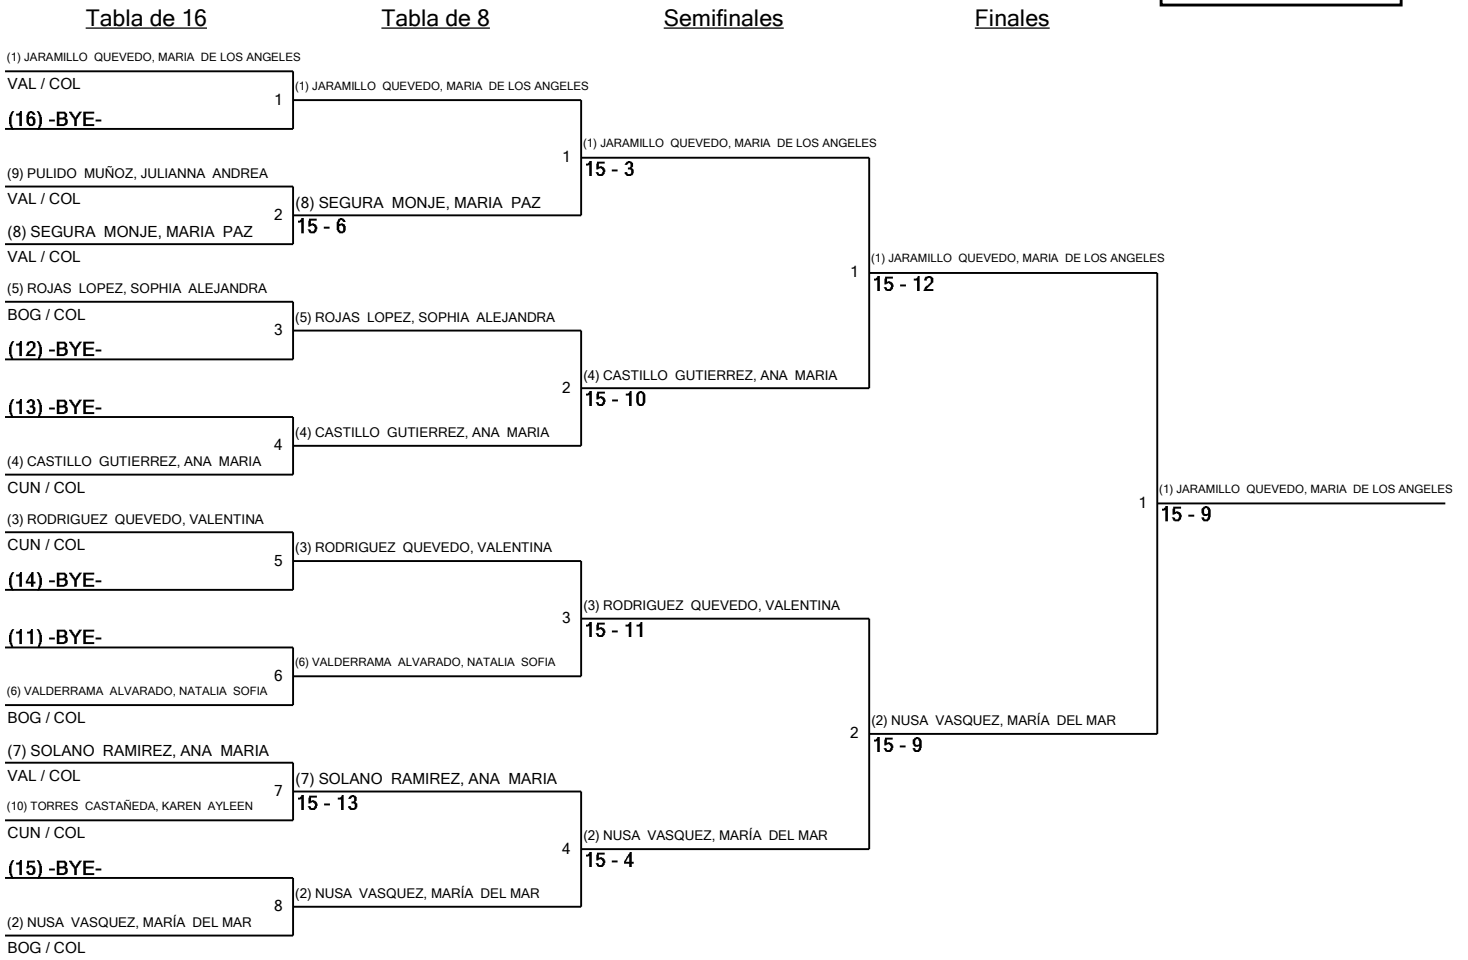 Tabla de 16
Tabla de 8
Semifinales
Finales
(1) JARAMILLO QUEVEDO, MARIA DE LOS ANGELES
VAL / COL
1
(16) -BYE-
(9) PULIDO MUÑOZ, JULIANNA ANDREA
VAL / COL
2
(8) SEGURA MONJE, MARIA PAZ
VAL / COL
(5) ROJAS LOPEZ, SOPHIA ALEJANDRA
BOG / COL
3
(12) -BYE-
(13) -BYE-
4
(4) CASTILLO GUTIERREZ, ANA MARIA
CUN / COL
(3) RODRIGUEZ QUEVEDO, VALENTINA
CUN / COL
5
(14) -BYE-
(11) -BYE-
6
(6) VALDERRAMA ALVARADO, NATALIA SOFIA
BOG / COL
(7) SOLANO RAMIREZ, ANA MARIA
VAL / COL
7
(10) TORRES CASTAÑEDA, KAREN AYLEEN
CUN / COL
(15) -BYE-
8
(2) NUSA VASQUEZ, MARÍA DEL MAR
BOG / COL
(1) JARAMILLO QUEVEDO, MARIA DE LOS ANGELES
1
(8) SEGURA MONJE, MARIA PAZ
15 - 6
(5) ROJAS LOPEZ, SOPHIA ALEJANDRA
2
(4) CASTILLO GUTIERREZ, ANA MARIA
(3) RODRIGUEZ QUEVEDO, VALENTINA
3
(6) VALDERRAMA ALVARADO, NATALIA SOFIA
(7) SOLANO RAMIREZ, ANA MARIA
15 - 13
4
(2) NUSA VASQUEZ, MARÍA DEL MAR
(1) JARAMILLO QUEVEDO, MARIA DE LOS ANGELES
15 - 3
1
(4) CASTILLO GUTIERREZ, ANA MARIA
15 - 10
(3) RODRIGUEZ QUEVEDO, VALENTINA
15 - 11
2
(2) NUSA VASQUEZ, MARÍA DEL MAR
15 - 4
(1) JARAMILLO QUEVEDO, MARIA DE LOS ANGELES
15 - 12
1
(2) NUSA VASQUEZ, MARÍA DEL MAR
15 - 9
(1) JARAMILLO QUEVEDO, MARIA DE LOS ANGELES
15 - 9